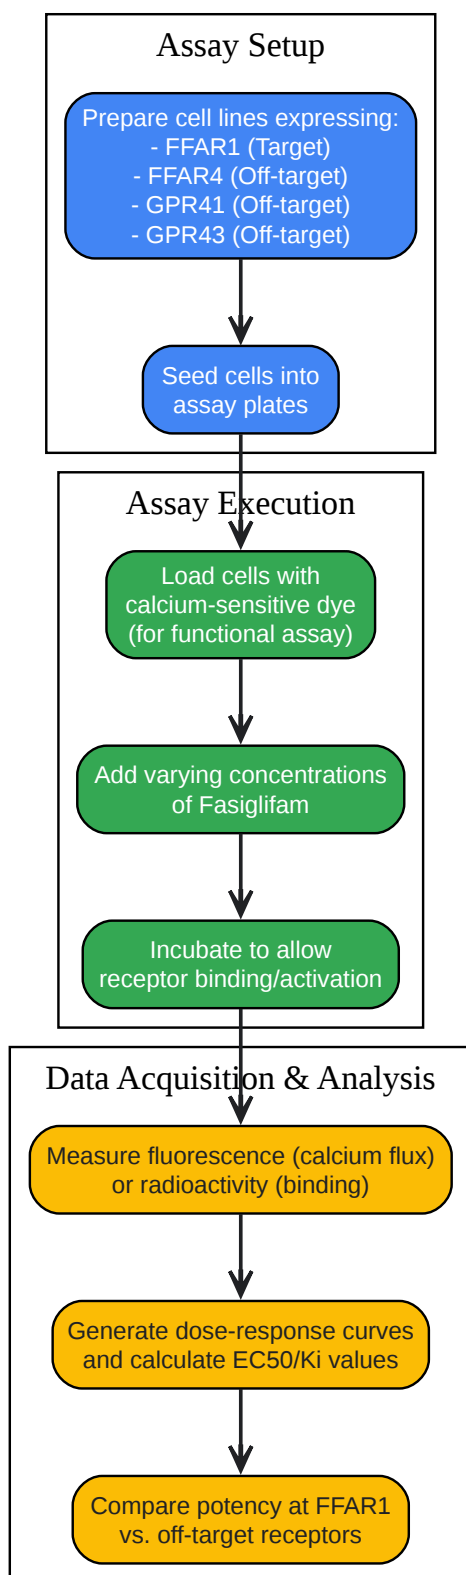 Assay Setup
Prepare cell lines expressing:
- FFAR1 (Target)
- FFAR4 (Off-target)
- GPR41 (Off-target)
- GPR43 (Off-target)
Seed cells into
assay plates
Assay Execution
Load cells with
calcium-sensitive dye
(for functional assay)
Add varying concentrations
of Fasiglifam
Incubate to allow
receptor binding/activation
Data Acquisition & Analysis
Measure fluorescence (calcium flux)
or radioactivity (binding)
Generate dose-response curves
and calculate EC50/Ki values
Compare potency at FFAR1
vs. off-target receptors